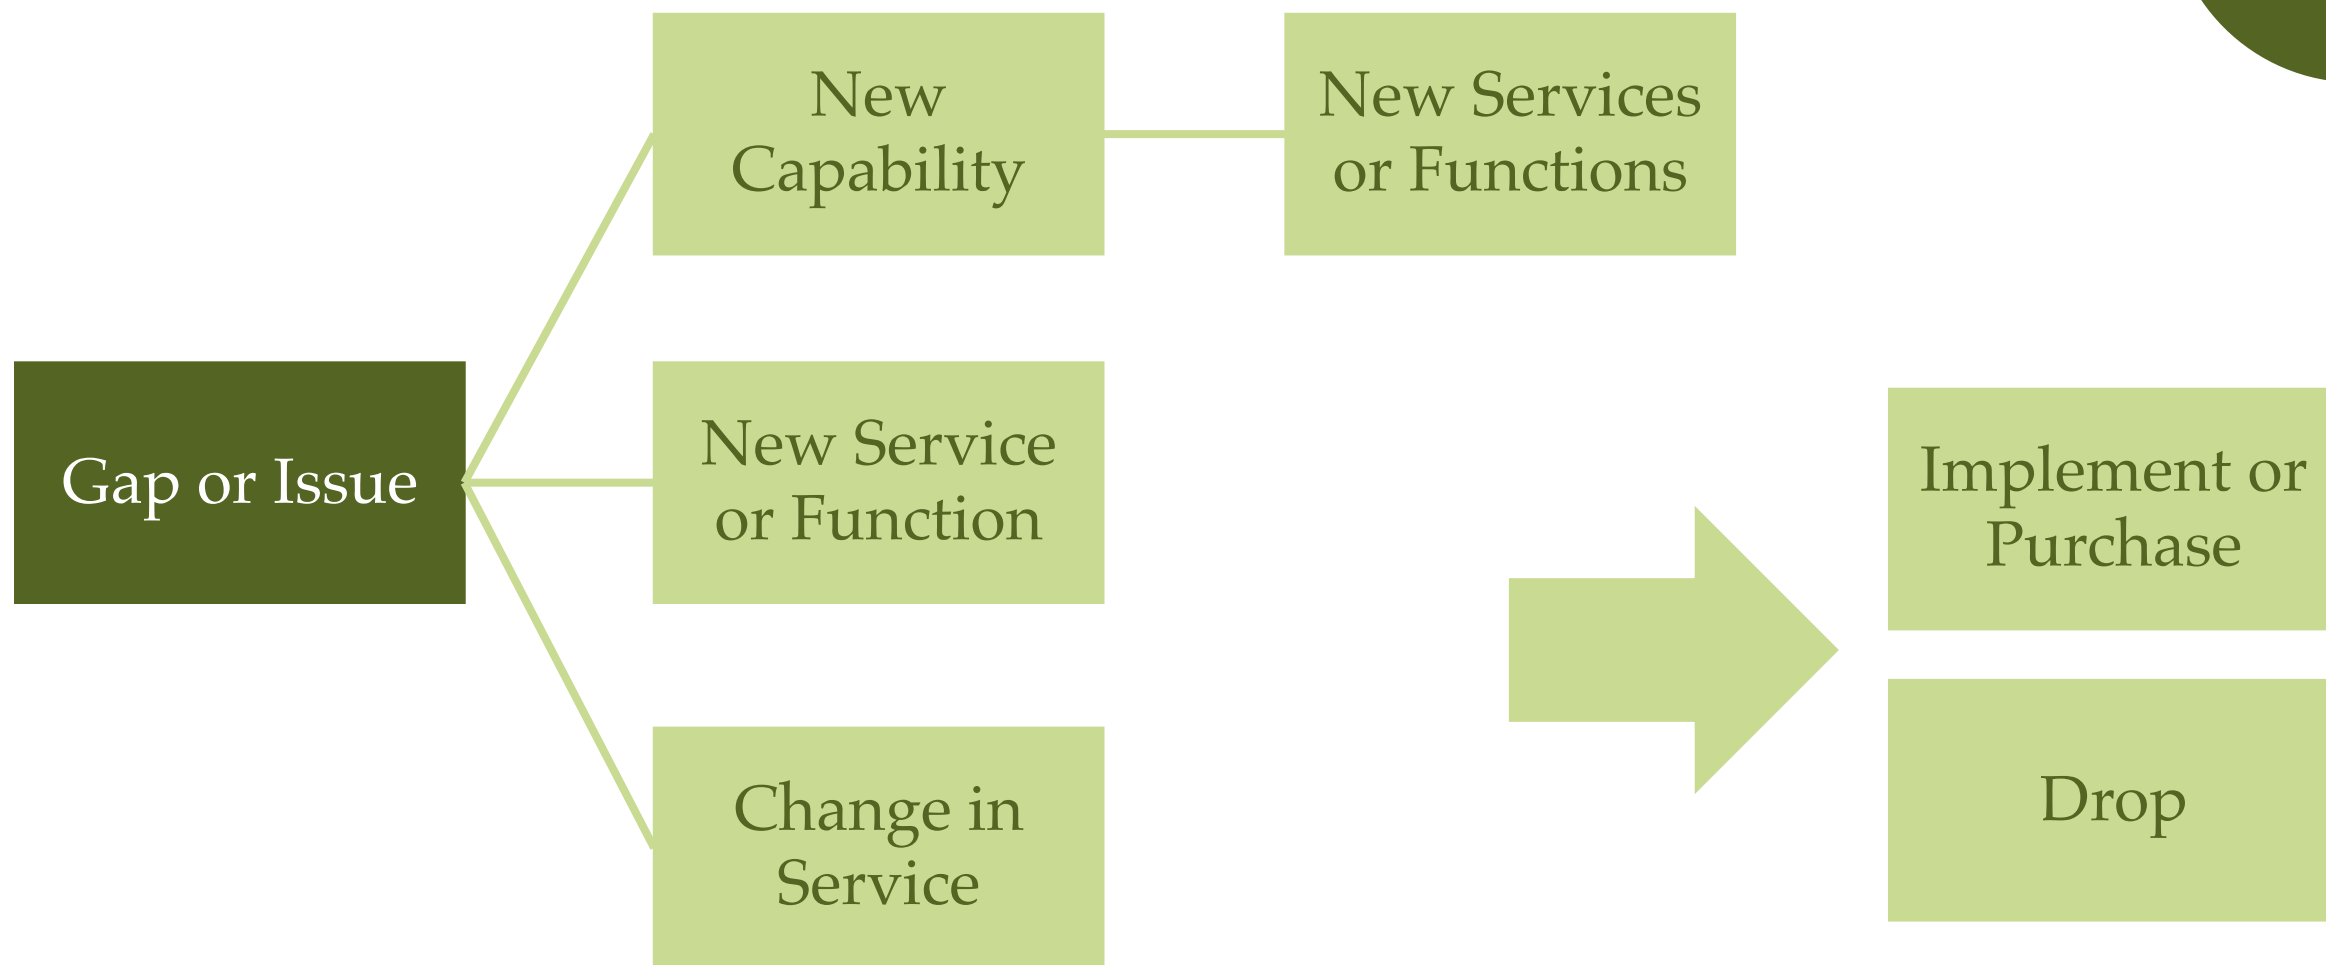 New
Capability
New Services
or Functions
Gap or Issue
New Service
or Function
Implement or
Purchase
Change in
Service
Drop